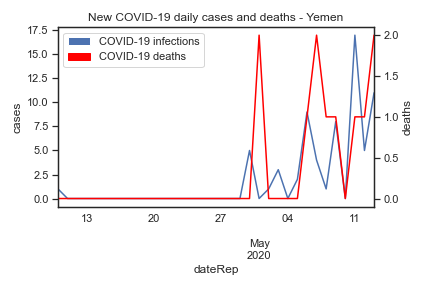 New COVID-19 daily cases and deaths - Yemen
COVID-19 infections
COVID-19 deaths
17.5
15.0
12.5
10.0
7.5
5.0
2.5
0.0
cases
2.0
1.5
1.0
0.5
0.0
deaths
13 20 27 04 11
May
2020
dateRep